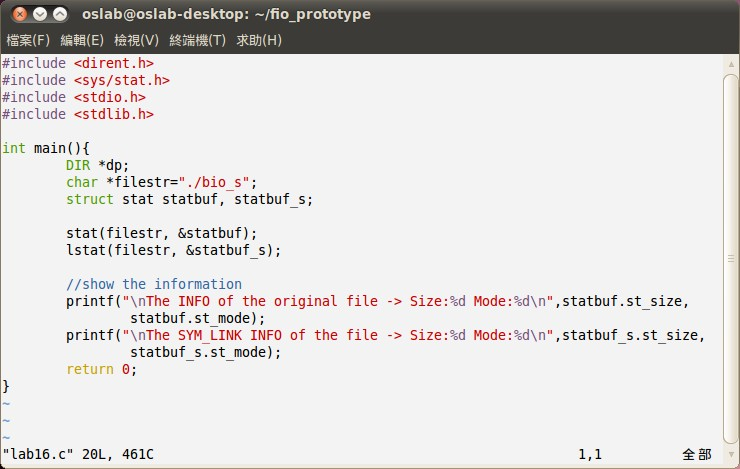 oslab@oslab-desktop: ~/fio_prototype
檔案(F) 編輯(E) 檢視(V) 終端機(T) 求助(H)
#include <dirent.h>
#include <sys/stat.h>
#include <stdio.h>
#include <stdlib.h>
int main(){
        DIR *dp;
        char *filestr="./bio_s";
        struct stat statbuf, statbuf_s;
        stat(filestr, &statbuf);
        lstat(filestr, &statbuf_s);
        //show the information
        printf("\nThe INFO of the original file -> Size:%d Mode:%d\n",statbuf.st_size,
                statbuf.st_mode);
        printf("\nThe SYM_LINK INFO of the file -> Size:%d Mode:%d\n",statbuf_s.st_size,
                statbuf_s.st_mode);
        return 0;
}
~
~
~
"lab16.c" 20L, 461C 1,1 全部